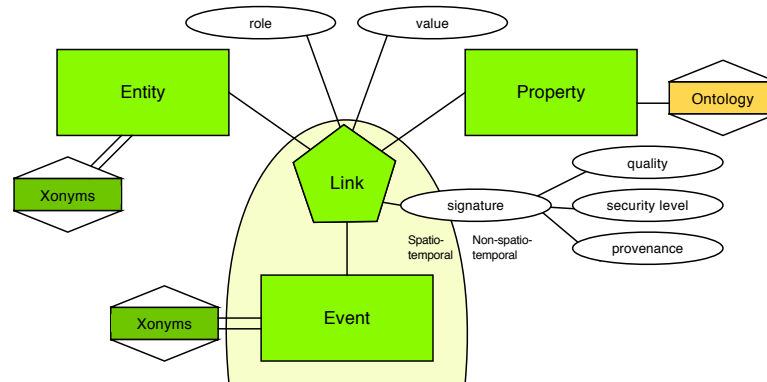 role
value
Entity
Property
Ontology
Xonyms
Link
quality
signature
security level
provenance
Spatio-
temporal
Non-spatio-
temporal
Xonyms
Event